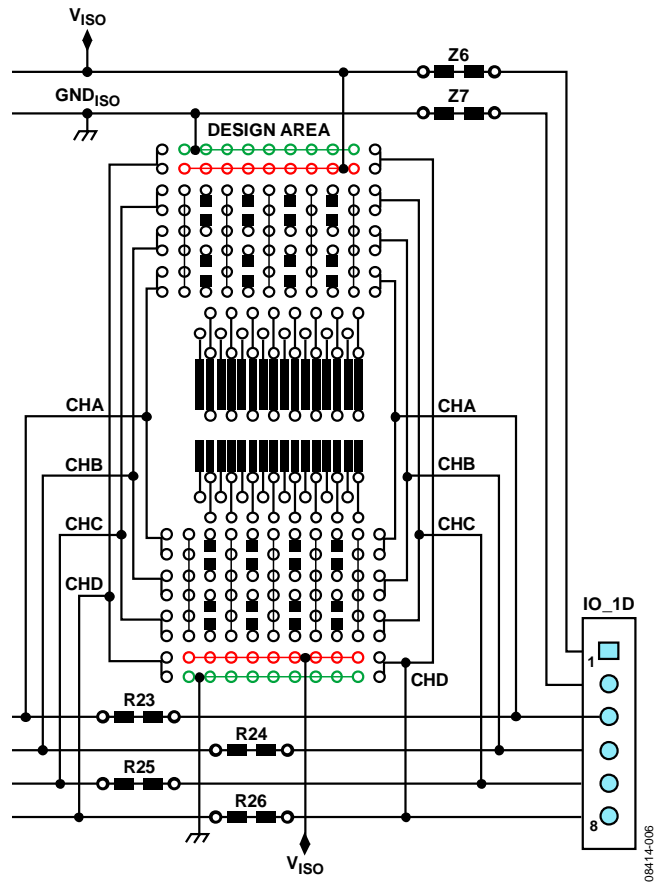 VISO
Z6
GNDISO
Z7
DESIGN AREA
CHA
CHA
CHB
CHB
CHC
CHC
CHD
IO_1D
1
CHD
R23
R24
R25
R26
8
VISO
08414-006